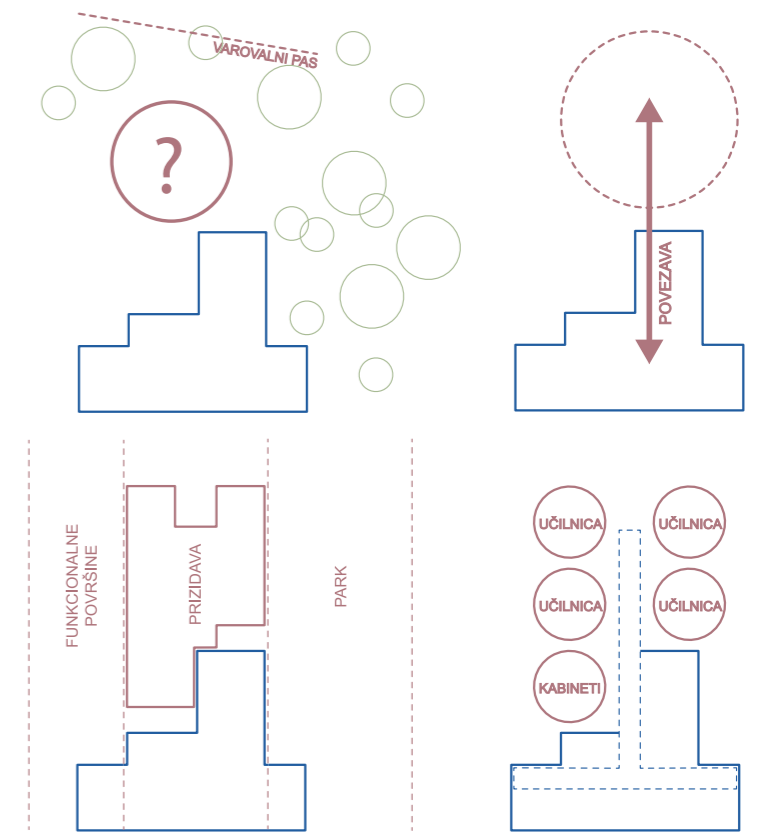 VAROVALNI PAS
?
POVEZAVA
FUNKCIONALNE
POVRŠINE
PRIZIDAVA
PARK
UČILNICA
UČILNICA
UČILNICA
UČILNICA
KABINETI